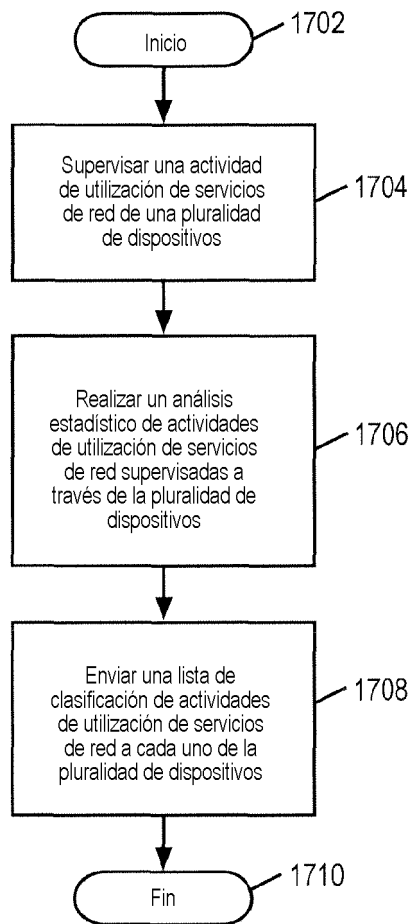 Inicio
1702
Supervisar una actividad
de utilización de servicios
de red de una pluralidad
de dispositivos
1704
Realizar un análisis
estadístico de actividades
de utilización de servicios
de red supervisadas a
través de la pluralidad de
dispositivos
1706
Enviar una lista de
clasificación de actividades
de utilización de servicios
de red a cada uno de la
pluralidad de dispositivos
1708
Fin
1710